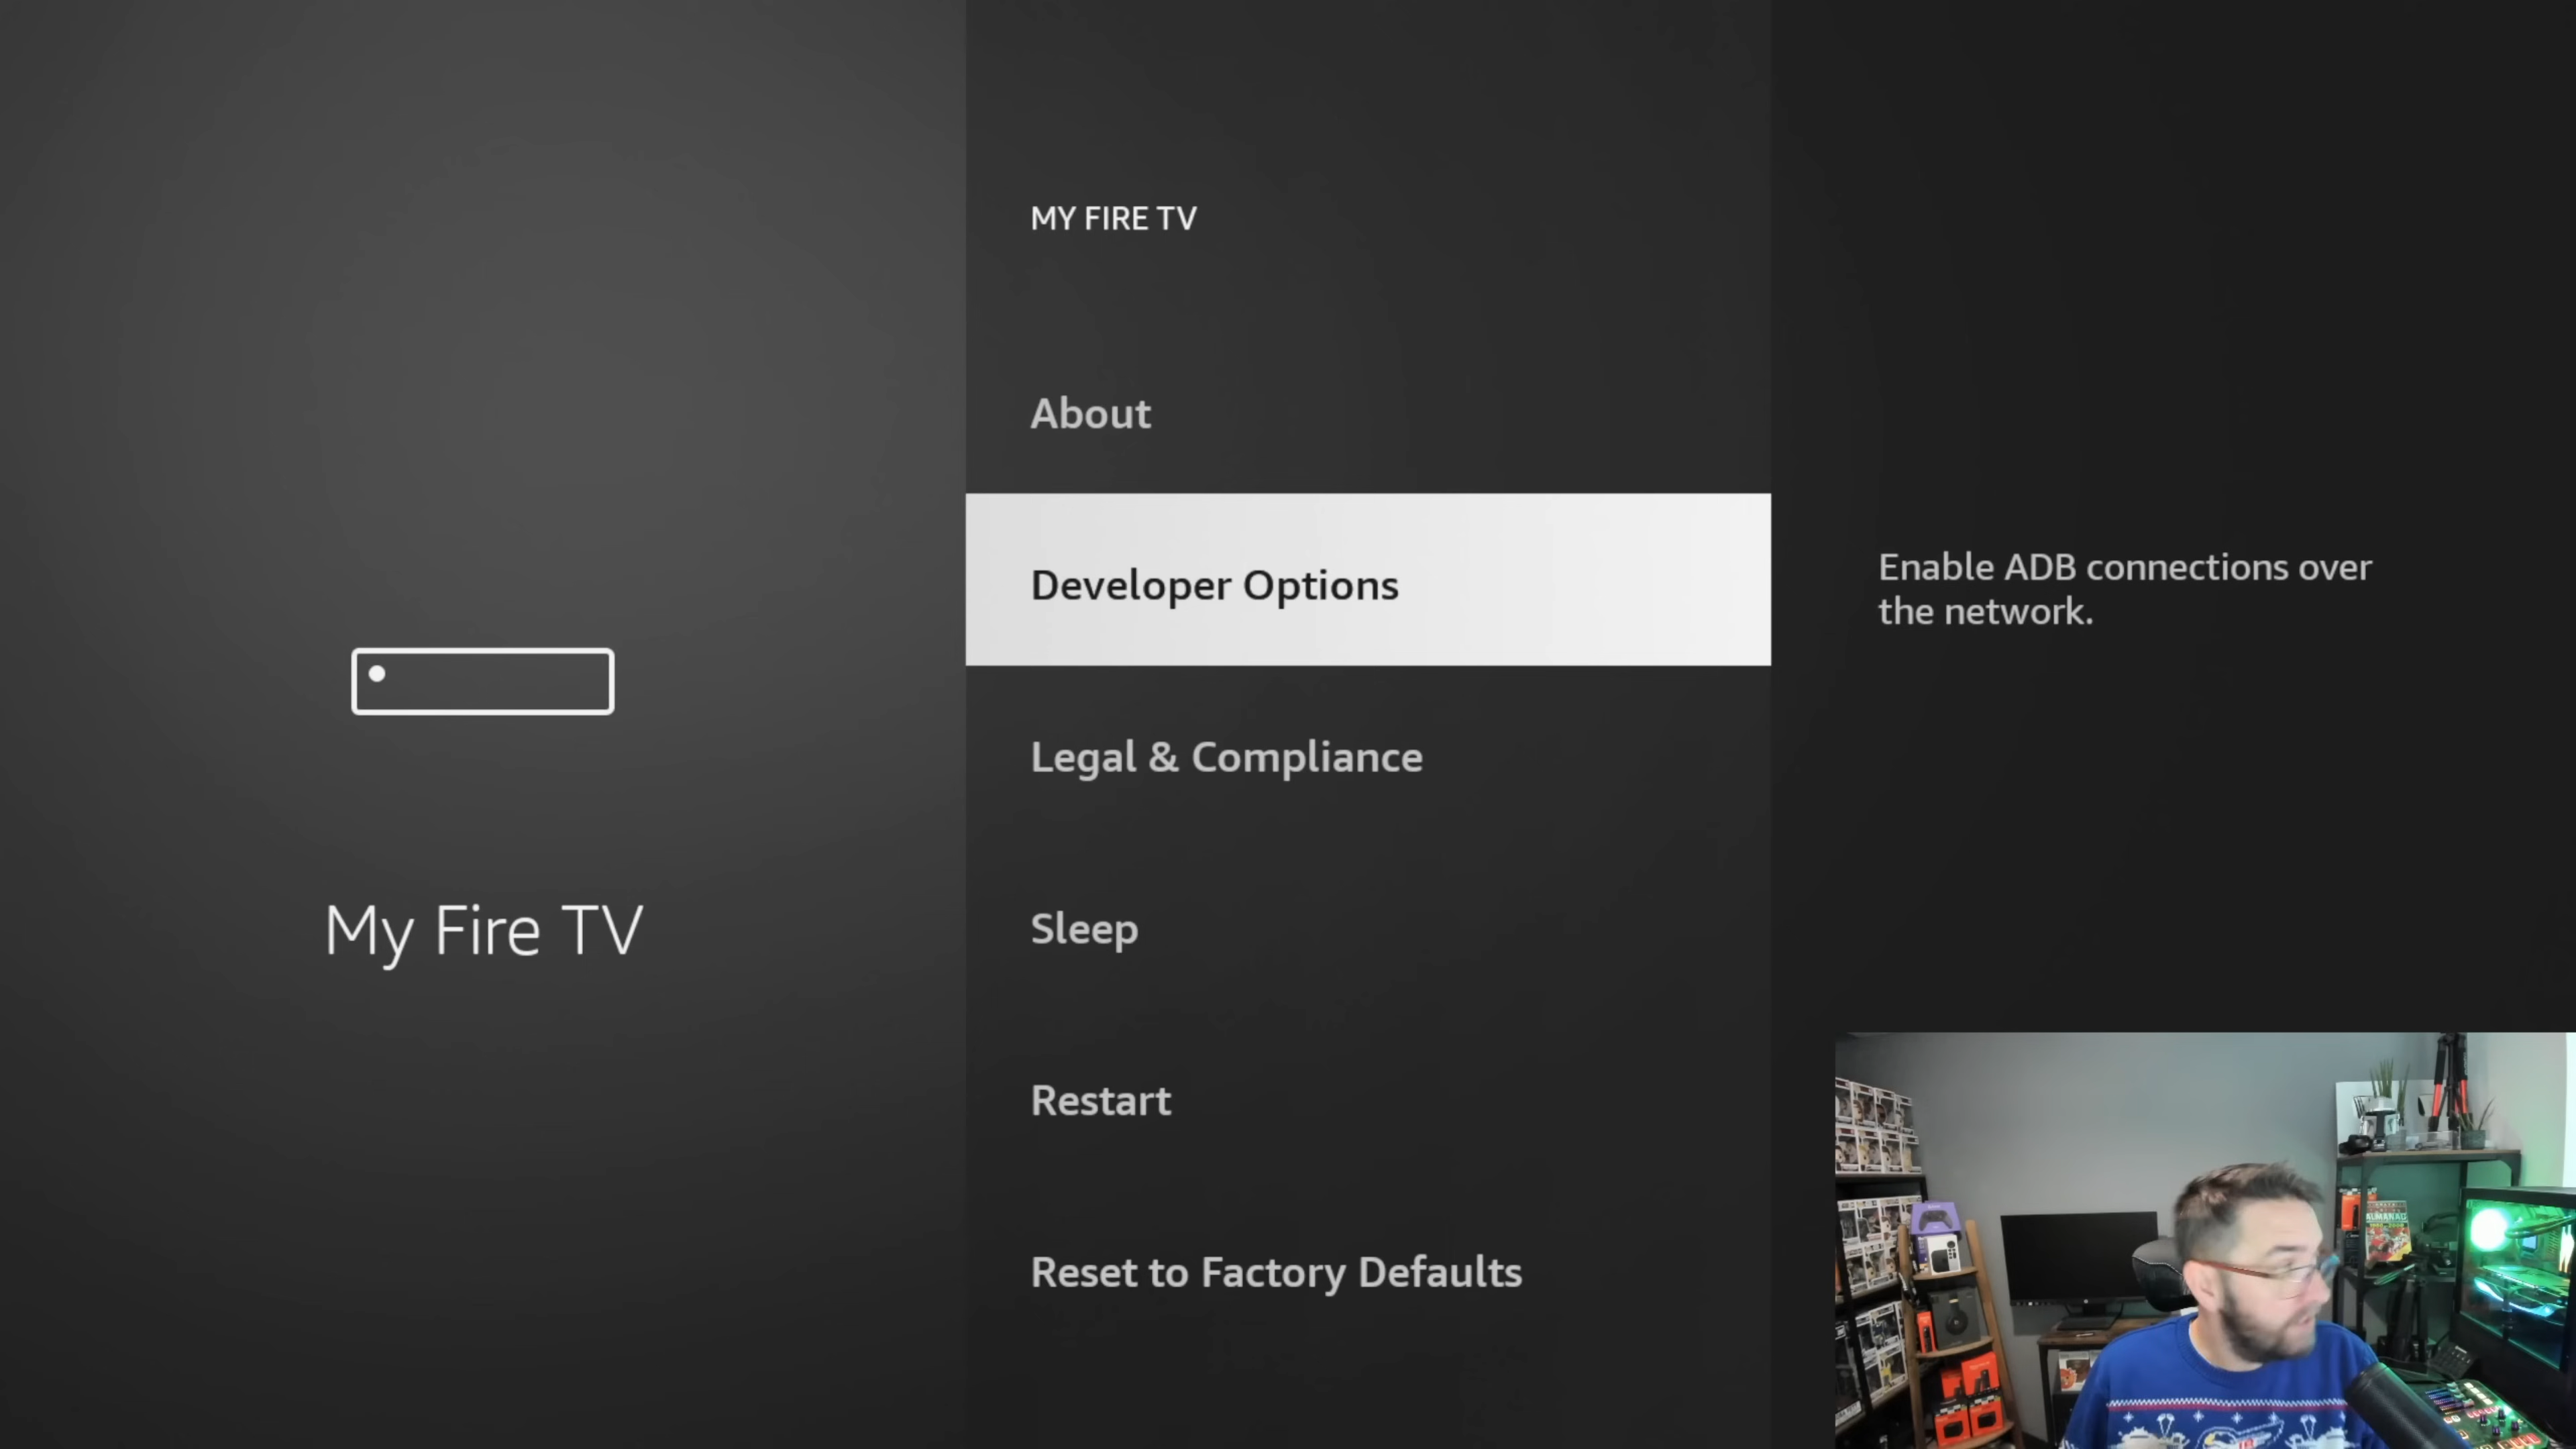 MY FIRE TV
About
Developer Options
Enable ADB connections over
the network.
Legal & Compliance
My Fire TV
Sleep
Restart
Reset to Factory Defaults
ALMANAC